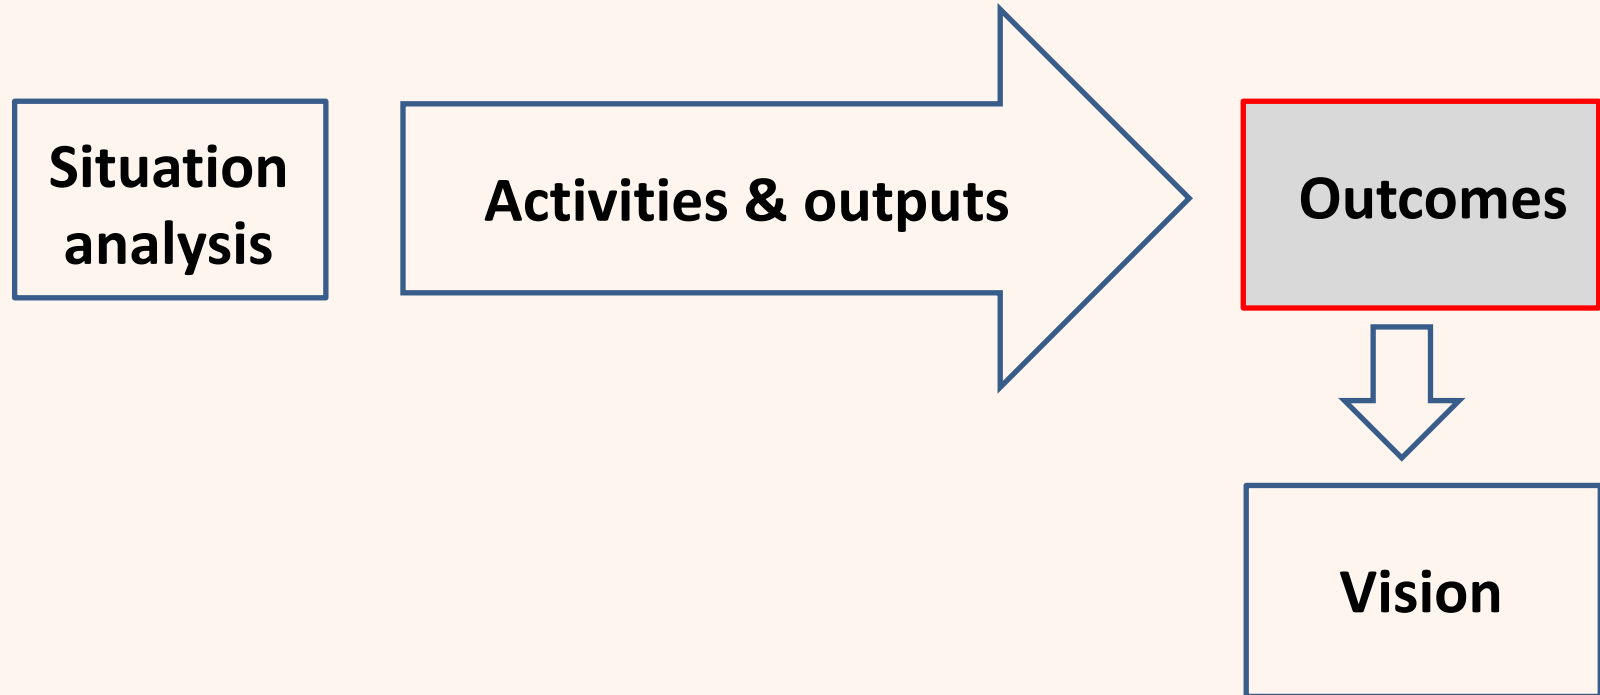 Situation
analysis
Activities & outputs
Outcomes
Vision